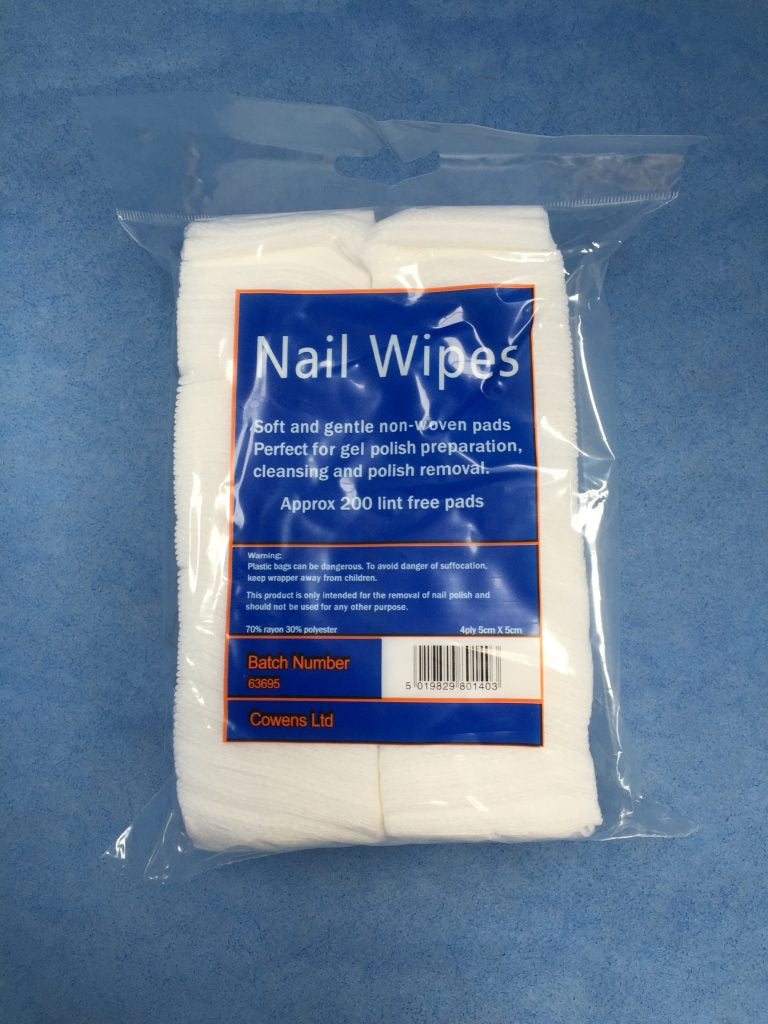 Nail Wipes
Soft and gentle non-woven pads
Perfect for gel polish preparation,
cleansing and polish removal.
Approx 200 lint free pads
Warning:
Plastic bags can be dangerous. To avoid danger of suffocation,
keep wrapper away from children.
This product is only intended for the removal of nail polish and
should not be used for any other purpose.
70% rayon 30% polyester 4ply 5cm X 5cm
Batch Number
63695
5 019829 801403
Cowens Ltd